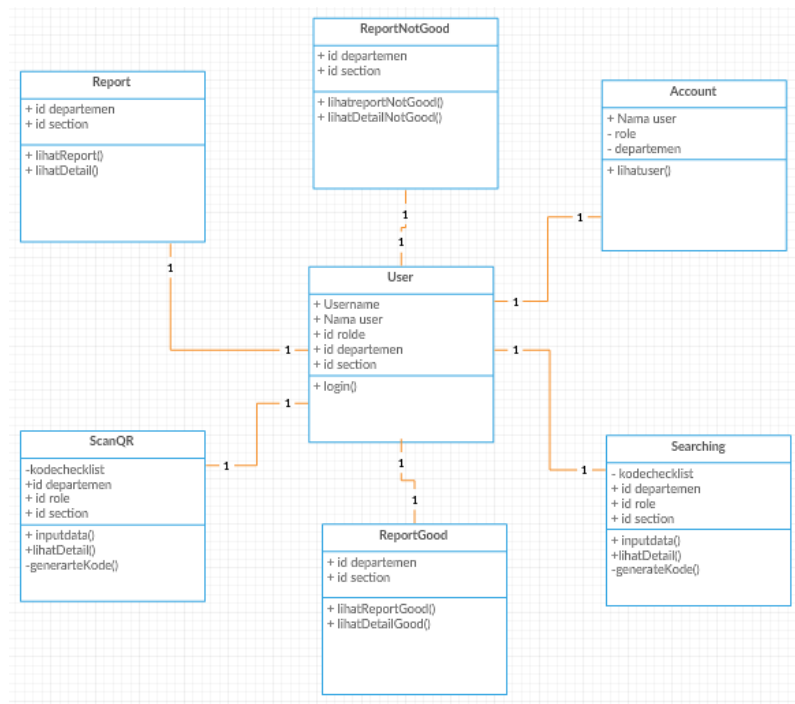 ReportNotGood
+ id departemen
+ id section
+ lihatreportNotGood()
+ lihatDetailNotGood()
Report
+ id departemen
+ id section
+ lihatReport()
+ lihatDetail()
Account
+ Nama user
- role
- departemen
+ lihatuser()
1
1
1
1
1
User
+ Username
+ Nama user
+ id rolde
+ id departemen
+ id section
+ login()
1
1
1
1
1
1
1
ScanQR
-kodechecklist
+id departemen
+ id role
+ id section
+ inputdata()
+lihatDetail()
-generarteKode()
Searching
- kodechecklist
+ id departemen
+ id role
+ id section
+ inputdata()
+lihatDetail()
-generateKode()
ReportGood
+ id departemen
+ id section
+ lihatReportGood()
+ lihatDetailGood()